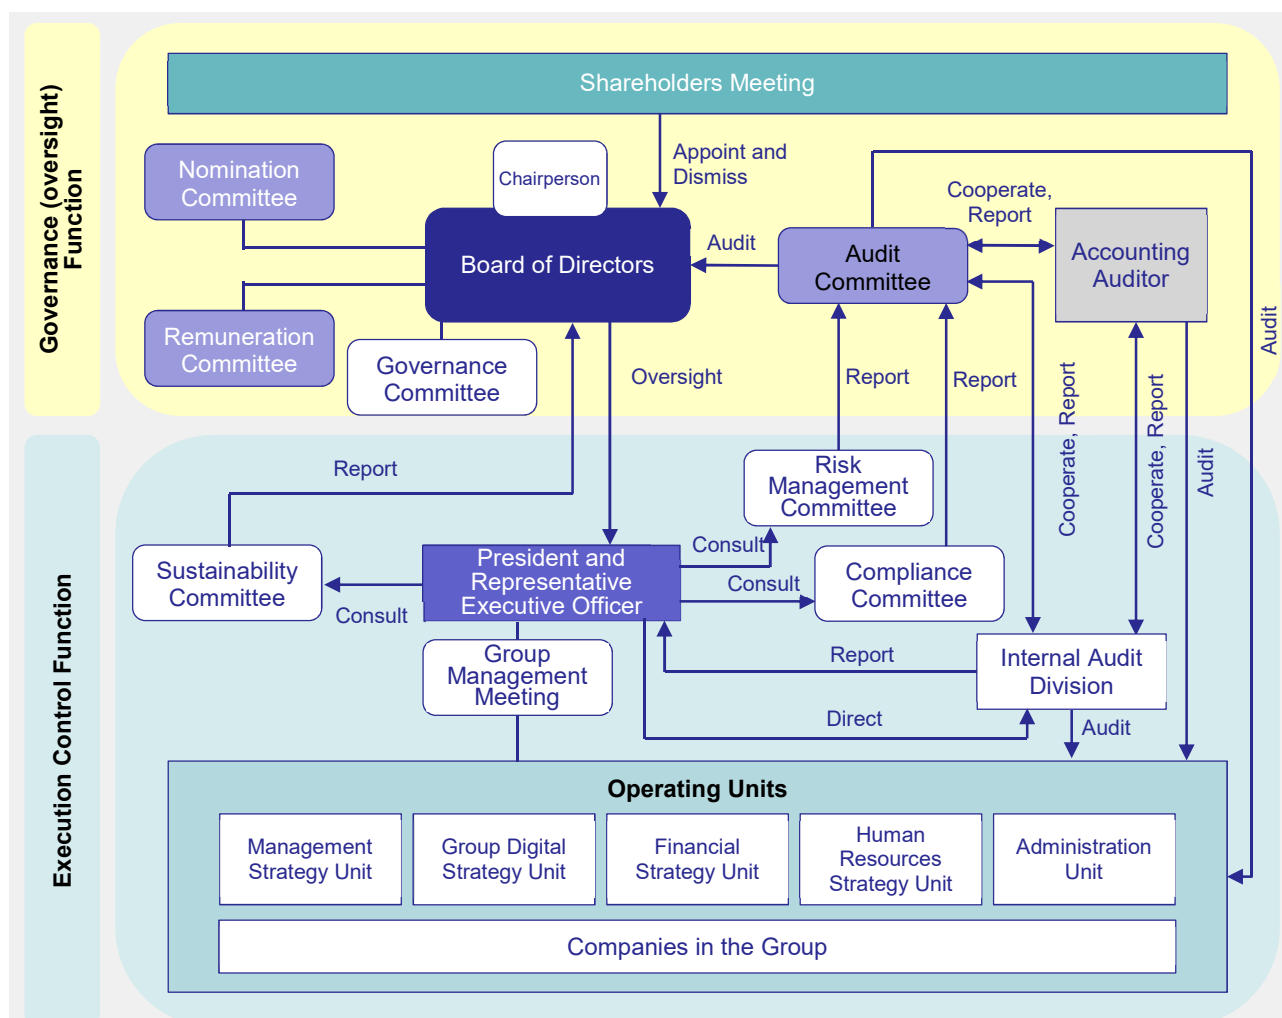 Governance (oversight)
Function
Shareholders Meeting
Appoint and
Dismiss
Nomination
Committee
Chairperson
Board of Directors
Audit
Audit
Committee
Cooperate,
Report
Accounting
Auditor
Audit
Remuneration
Committee
Governance
Committee
Oversight
Report
Report
Cooperate, Report
Cooperate, Report
Audit
Execution Control Function
Report
Risk
Management
Committee
Consult
Sustainability
Committee
Consult
President and
Representative
Executive Officer
Consult
Compliance
Committee
Group
Management
Meeting
Report
Internal Audit
Division
Direct
Audit
Operating Units
Management
Strategy Unit
Group Digital
Strategy Unit
Financial
Strategy Unit
Human
Resources
Strategy Unit
Administration
Unit
Companies in the Group